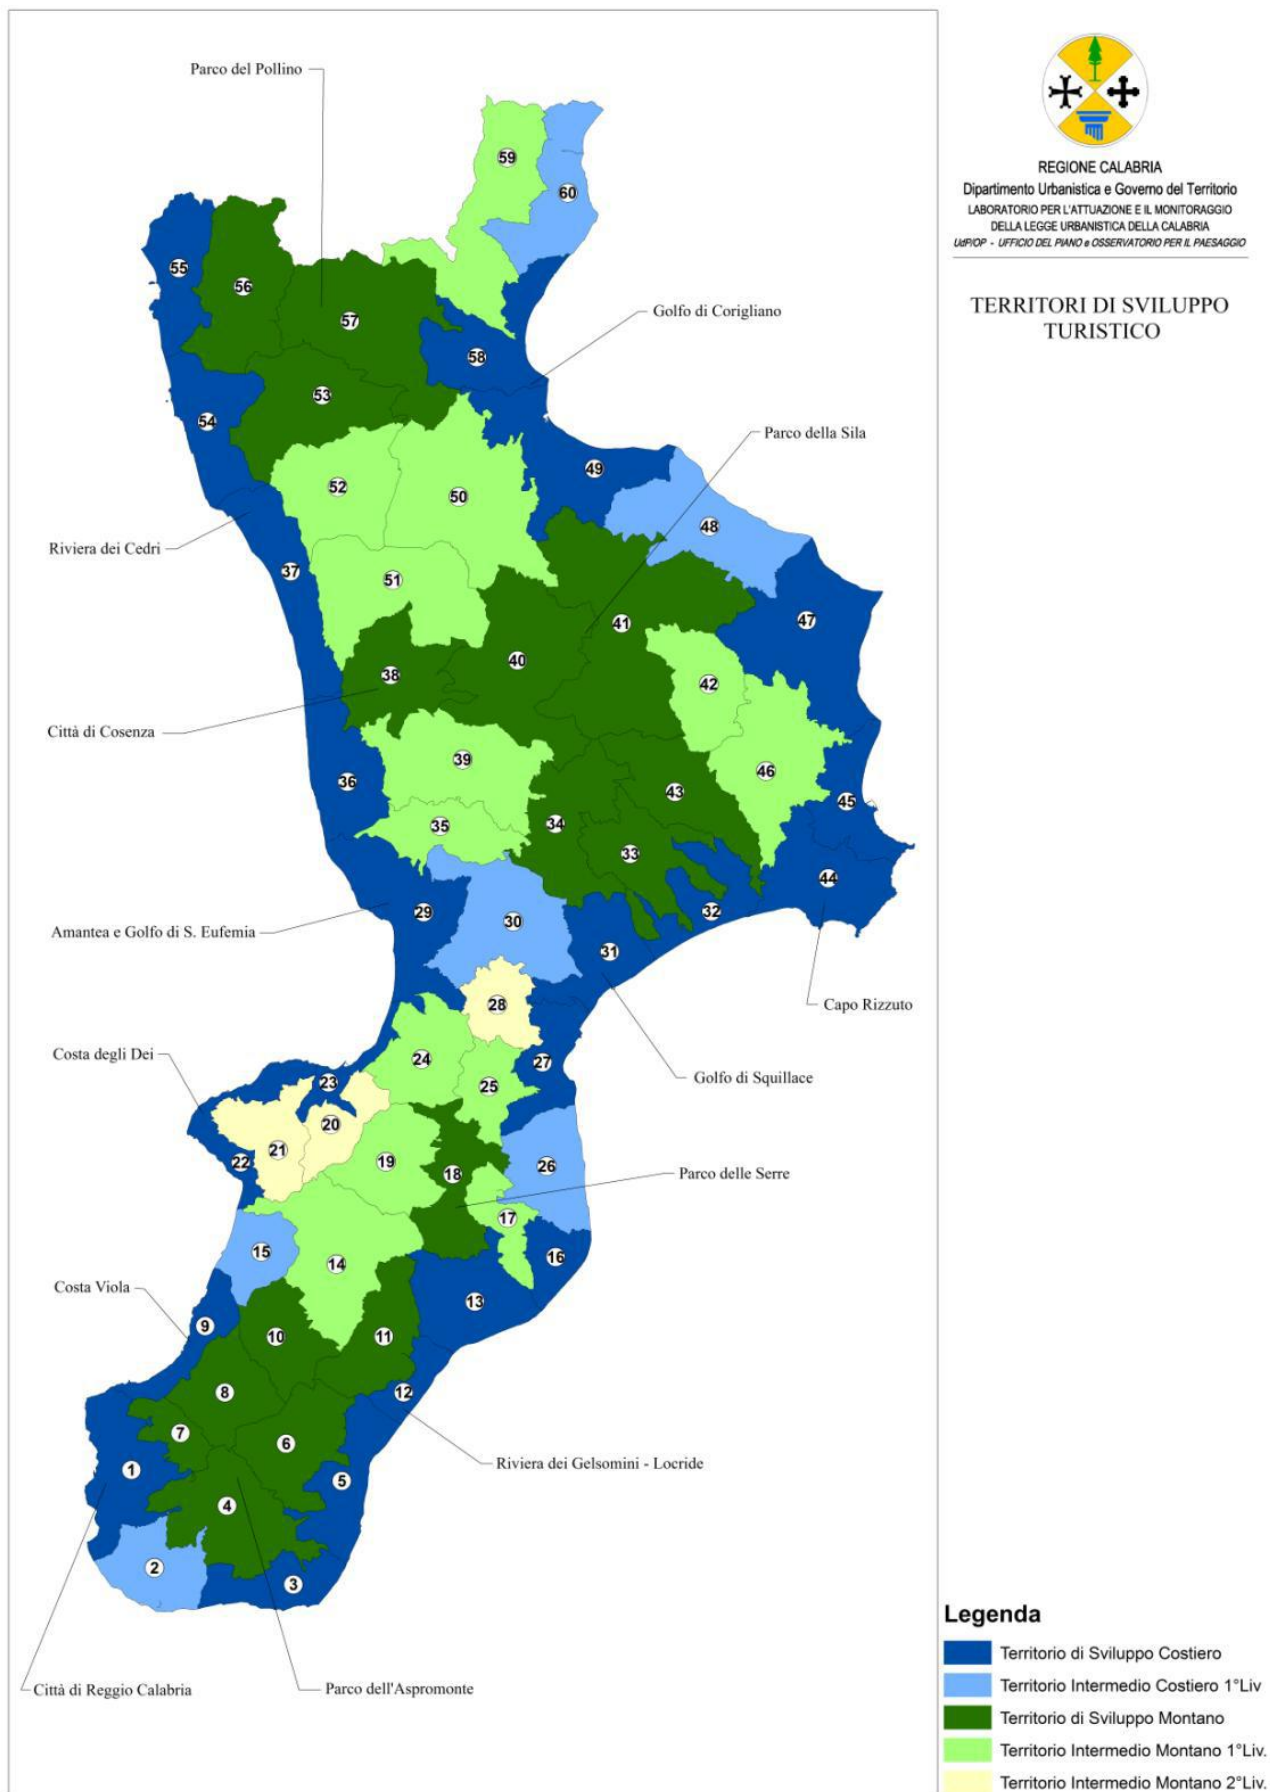 Parco del Pollino
REGIONE CALABRIA
Dipartimento Urbanistica e Governo del Territorio
LABORATORIO PER L'ATTUAZIONE E IL MONITORAGGIO
DELLA LEGGE URBANISTICA DELLA CALABRIA
UdP/OP - UFFICIO DEL PIANO e OSSERVATORIO PER IL PAESAGGIO
TERRITORI DI SVILUPPO
TURISTICO
59
60
55
56
57
Golfo di Corigliano
58
53
54
Parco della Sila
49
52
50
48
Riviera dei Cedri
37
51
41
47
40
38
42
Città di Cosenza
39
46
36
43
45
35
34
33
44
29
32
30
Amantea e Golfo di S. Eufemia
31
28
Capo Rizzuto
Costa degli Dei
24
27
23
Golfo di Squillace
25
20
21
22
19
26
18
Parco delle Serre
17
15
16
14
Costa Viola
13
9
10
11
8
12
7
6
Riviera dei Gelsomini - Locride
1
5
4
2
3
Città di Reggio Calabria
Parco dell'Aspromonte
Legenda
Territorio di Sviluppo Costiero
Territorio Intermedio Costiero 1°Liv
Territorio di Sviluppo Montano
Territorio Intermedio Montano 1°Liv.
Territorio Intermedio Montano 2°Liv.